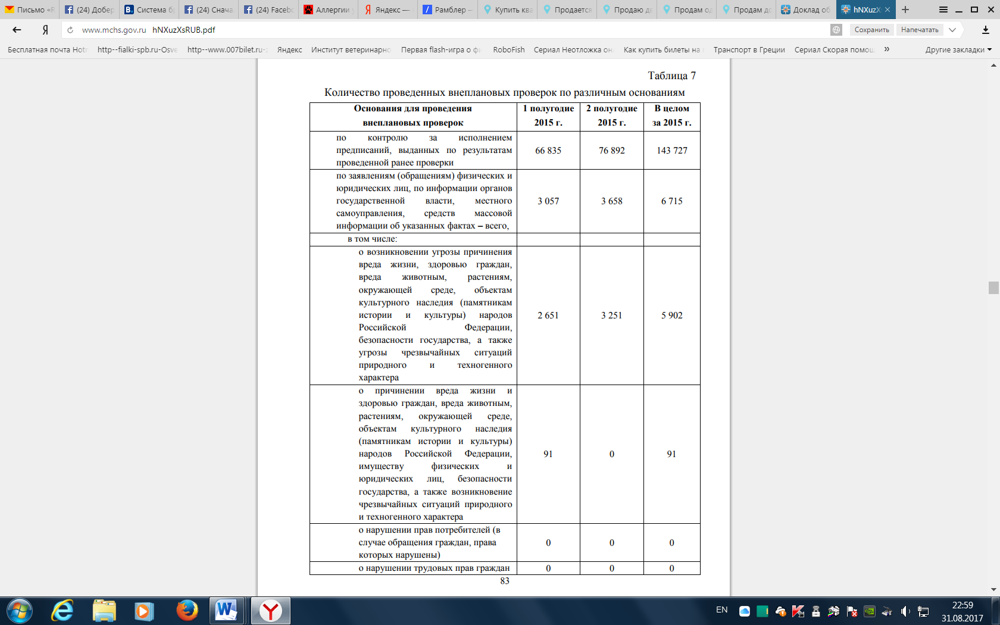 Письмо «R
(24) Добер
Система б
(24) Снача
(24) Facebo
Аллергии у
Яндекс —
Рамблер —
Купить ква
Продается
Продаю дв
Продам од
Продам до
Доклад об
hNXuzXs
www.mchs.gov.ru hNXuzXsRUB.pdf
Сохранить
Напечатать
Бесплатная почта Hotm
http--fialki-spb.ru-Osve
http--www.007bilet.ru-z
Яндекс
Институт ветеринарно
Первая flash-игра о фи
RoboFish
Сериал Неотложка он
Как купить билеты на
Транспорт в Греции
Сериал Скорая помощ
»
Другие закладки
Таблица 7
Количество проведенных внеплановых проверок по различным основаниям
Основания для проведения
внеплановых проверок
1 полугодие
2015 г.
2 полугодие
2015 г.
В целом
за 2015 г.
по контролю за исполнением
предписаний, выданных по результатам
проведенной ранее проверки
66 835
76 892
143 727
по заявлениям (обращениям) физических и
юридических лиц, по информации органов
государственной власти, местного
самоуправления, средств массовой
информации об указанных фактах – всего,
3 057
3 658
6 715
в том числе:
о возникновении угрозы причинения
вреда жизни, здоровью граждан,
вреда животным, растениям,
окружающей среде, объектам
культурного наследия (памятникам
истории и культуры) народов
Российской Федерации,
безопасности государства, а также
угрозы чрезвычайных ситуаций
природного и техногенного
характера
2 651
3 251
5 902
о причинении вреда жизни и
здоровью граждан, вреда животным,
растениям, окружающей среде,
объектам культурного наследия
(памятникам истории и культуры)
народов Российской Федерации,
имуществу физических и
юридических лиц, безопасности
государства, а также возникновение
чрезвычайных ситуаций природного
и техногенного характера
91
0
91
о нарушении прав потребителей (в
случае обращения граждан, права
которых нарушены)
0
0
0
о нарушении трудовых прав граждан
0
0
0
83
EN
22:59
31.08.2017